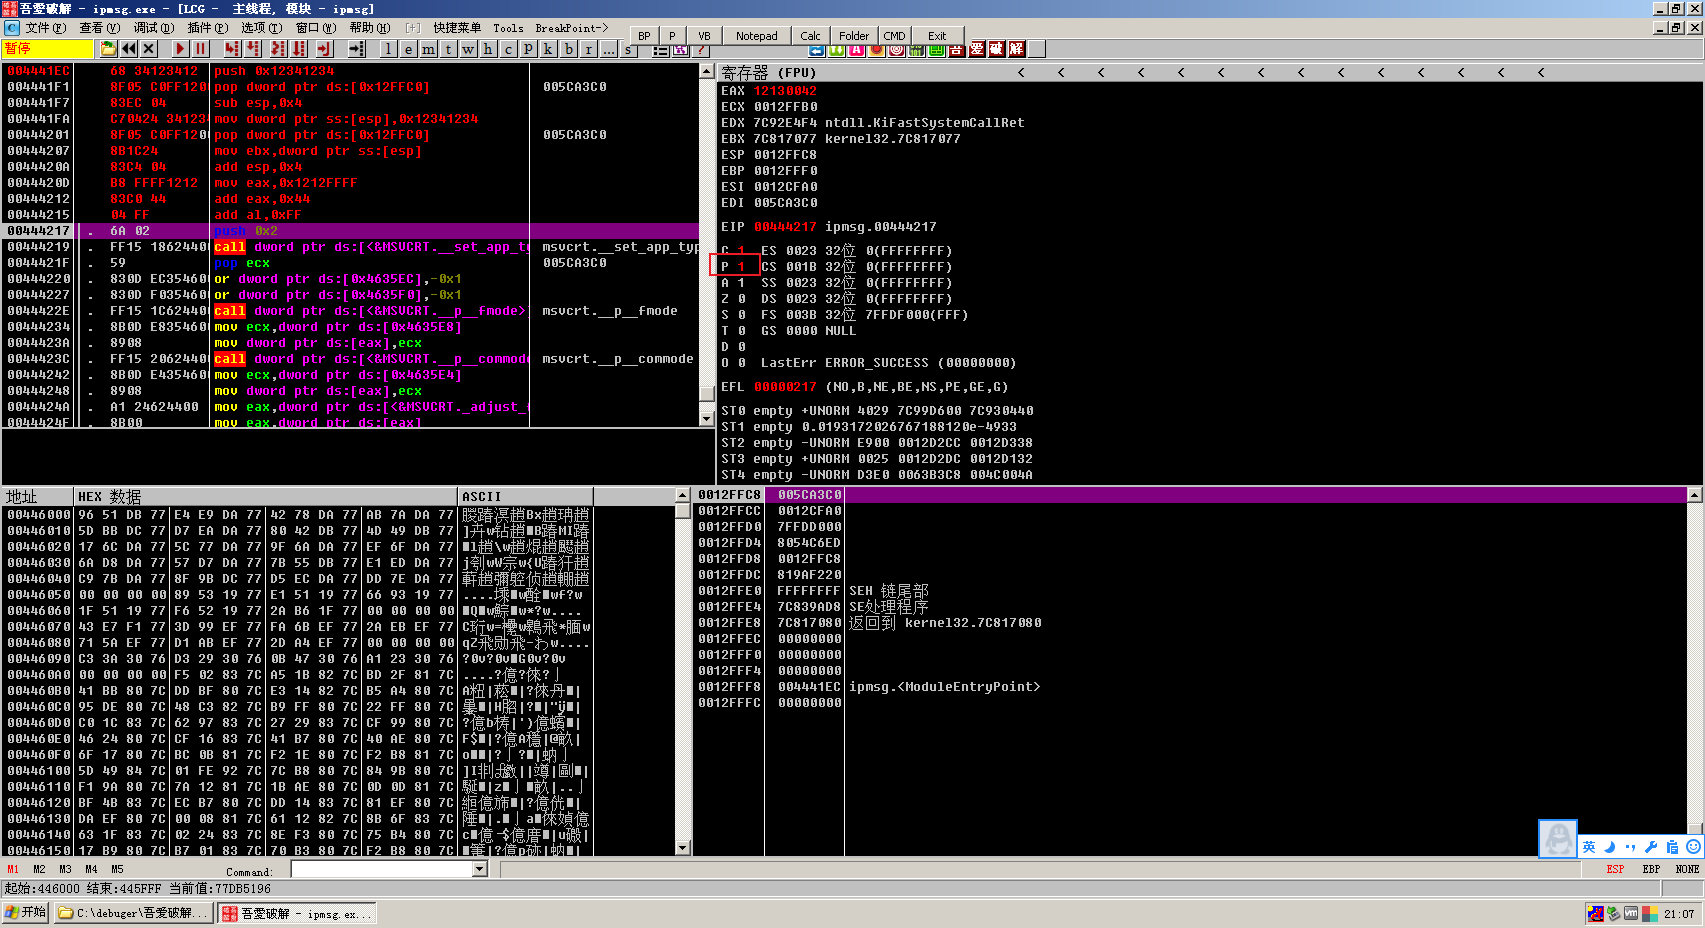 吾爱破解 - ipmsg.exe - [LCG - 主线程, 模块 - ipmsg]
文件(F) 查看(V) 调试(D) 插件(P) 选项(T) 窗口(W) 帮助(H) [+] 快捷菜单 Tools BreakPoint->
BP P VB Notepad Calc Folder CMD Exit
暂停
l e m t w h c p k b r ... s
吾 爱 破 解
004441EC 68 34123412 push 0x12341234
004441F1 8F05 C0FF1200 pop dword ptr ds:[0x12FFC0] 005CA3C0
004441F7 83EC 04 sub esp,0x4
004441FA C70424 341234 mov dword ptr ss:[esp],0x12341234
00444201 8F05 C0FF1200 pop dword ptr ds:[0x12FFC0] 005CA3C0
00444207 8B1C24 mov ebx,dword ptr ss:[esp]
0044420A 83C4 04 add esp,0x4
0044420D B8 FFFF1212 mov eax,0x1212FFFF
00444212 83C0 44 add eax,0x44
00444215 04 FF add al,0xFF
00444217 . 6A 02 push 0x2
00444219 . FF15 18624400 call dword ptr ds:[<&MSVCRT.__set_app_ty msvcrt.__set_app_typ
0044421F . 59 pop ecx 005CA3C0
00444220 . 830D EC354600 or dword ptr ds:[0x4635EC],-0x1
00444227 . 830D F0354600 or dword ptr ds:[0x4635F0],-0x1
0044422E . FF15 1C624400 call dword ptr ds:[<&MSVCRT.__p__fmode>] msvcrt.__p__fmode
00444234 . 8B0D E8354600 mov ecx,dword ptr ds:[0x4635E8]
0044423A . 8908 mov dword ptr ds:[eax],ecx
0044423C . FF15 20624400 call dword ptr ds:[<&MSVCRT.__p__commode msvcrt.__p__commode
00444242 . 8B0D E4354600 mov ecx,dword ptr ds:[0x4635E4]
00444248 . 8908 mov dword ptr ds:[eax],ecx
0044424A . A1 24624400 mov eax,dword ptr ds:[<&MSVCRT._adjust_
0044424F . 8B00 mov eax,dword ptr ds:[eax]
寄存器 (FPU) < < < < < < < < < < < < < <
EAX 12130042
ECX 0012FFB0
EDX 7C92E4F4 ntdll.KiFastSystemCallRet
EBX 7C817077 kernel32.7C817077
ESP 0012FFC8
EBP 0012FFF0
ESI 0012CFA0
EDI 005CA3C0
EIP 00444217 ipmsg.00444217
C 1 ES 0023 32位 0(FFFFFFFF)
P 1 CS 001B 32位 0(FFFFFFFF)
A 1 SS 0023 32位 0(FFFFFFFF)
Z 0 DS 0023 32位 0(FFFFFFFF)
S 0 FS 003B 32位 7FFDF000(FFF)
T 0 GS 0000 NULL
D 0
O 0 LastErr ERROR_SUCCESS (00000000)
EFL 00000217 (NO,B,NE,BE,NS,PE,GE,G)
ST0 empty +UNORM 4029 7C99D600 7C930440
ST1 empty 0.0193172026767188120e-4933
ST2 empty -UNORM E900 0012D2CC 0012D338
ST3 empty +UNORM 0025 0012D2DC 0012D132
ST4 empty -UNORM D3E0 0063B3C8 004C004A
地址 HEX 数据 ASCII
00446000 96 51 DB 77 E4 E9 DA 77 42 78 DA 77 AB 7A DA 77
00446010 5D BB DC 77 D7 EA DA 77 80 42 DB 77 4D 49 DB 77
00446020 17 6C DA 77 5C 77 DA 77 9F 6A DA 77 EF 6F DA 77
00446030 6A D8 DA 77 57 D7 DA 77 7B 55 DB 77 E1 ED DA 77
00446040 C9 7B DA 77 8F 9B DC 77 D5 EC DA 77 DD 7E DA 77
00446050 00 00 00 00 89 53 19 77 E1 51 19 77 66 93 19 77
00446060 1F 51 19 77 F6 52 19 77 2A B6 1F 77 00 00 00 00
00446070 43 E7 F1 77 3D 99 EF 77 FA 6B EF 77 2A EB EF 77
00446080 71 5A EF 77 D1 AB EF 77 2D A4 EF 77 00 00 00 00
00446090 C3 3A 30 76 D3 29 30 76 0B 47 30 76 A1 23 30 76
004460A0 00 00 00 00 F5 02 83 7C A5 1B 82 7C BD 2F 81 7C
004460B0 41 BB 80 7C DD BF 80 7C E3 14 82 7C B5 A4 80 7C
004460C0 95 DE 80 7C 48 C3 82 7C B9 FF 80 7C 22 FF 80 7C
004460D0 C0 1C 83 7C 62 97 83 7C 27 29 83 7C CF 99 80 7C
004460E0 46 24 80 7C CF 16 83 7C 41 B7 80 7C 40 AE 80 7C
004460F0 6F 17 80 7C BC 0B 81 7C F2 1E 80 7C F2 B8 81 7C
00446100 5D 49 84 7C 01 FE 92 7C 7C B8 80 7C 84 9B 80 7C
00446110 F1 9A 80 7C 7A 12 81 7C 1B AE 80 7C 0D 0D 81 7C
00446120 BF 4B 83 7C EC B7 80 7C DD 14 83 7C 81 EF 80 7C
00446130 DA EF 80 7C 00 08 81 7C 61 12 82 7C 8B 6F 83 7C
00446140 63 1F 83 7C 02 24 83 7C 8E F3 80 7C 75 B4 80 7C
00446150 17 B9 80 7C B7 01 83 7C 70 B3 80 7C F2 B8 80 7C
0012FFC8 005CA3C0
0012FFCC 0012CFA0
0012FFD0 7FFDD000
0012FFD4 8054C6ED
0012FFD8 0012FFC8
0012FFDC 819AF220
0012FFE0 FFFFFFFF SEH 链尾部
0012FFE4 7C839AD8 SE处理程序
0012FFE8 7C817080 返回到 kernel32.7C817080
0012FFEC 00000000
0012FFF0 00000000
0012FFF4 00000000
0012FFF8 004441EC ipmsg.<ModuleEntryPoint>
0012FFFC 00000000
英
M1 M2 M3 M4 M5 Command: ESP EBP NONE
起始:446000 结束:445FFF 当前值:77DB5196
开始 C:\debuger\吾爱破解... 吾爱破解 - ipmsg.ex... 21:07